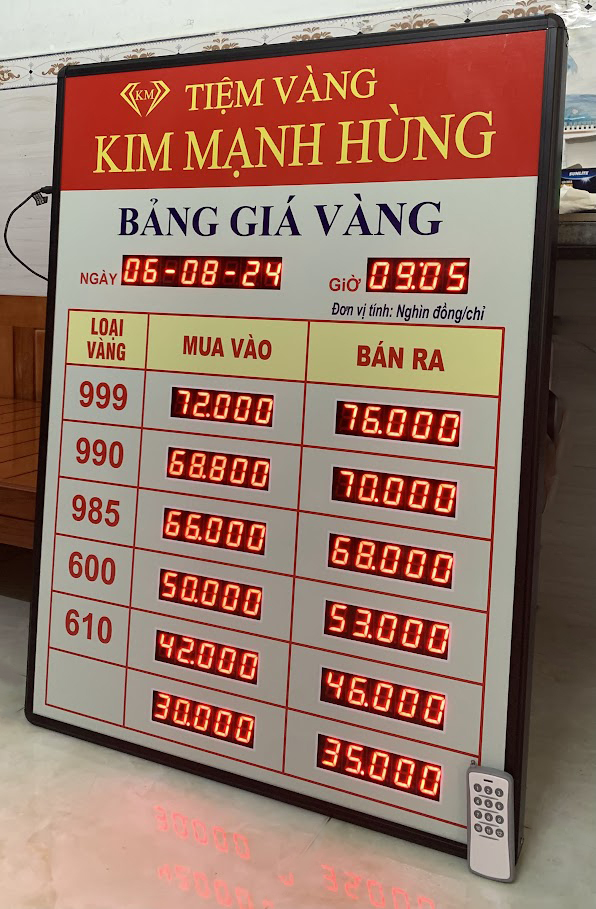 KM TIỆM VÀNG
KIM MẠNH HÙNG
BẢNG GIÁ VÀNG
NGÀY 06-08-24 GIỜ 09:05
Đơn vị tính: Nghìn đồng/chỉ
LOẠI VÀNG MUA VÀO BÁN RA
999 72.000 76.000
990 68.800 70.000
985 66.000 68.000
600 50.000 53.000
610 42.000 46.000
30.000 35.000